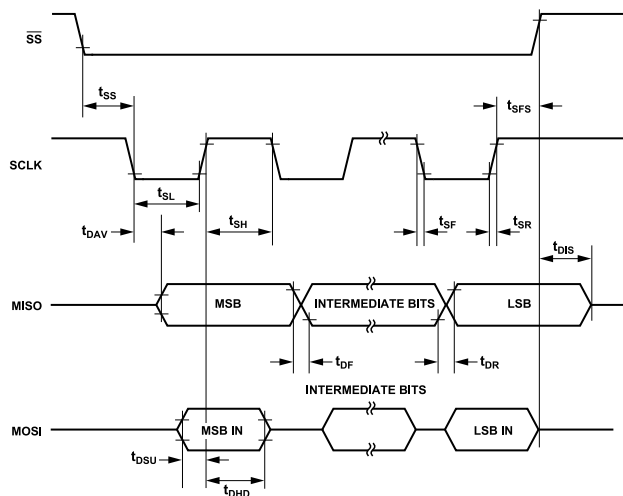 SS
tSS
tSFS
SCLK
tSL
tSH
tSF
tSR
tDAV
tDIS
MISO
MSB
INTERMEDIATE BITS
LSB
tDF
tDR
INTERMEDIATE BITS
MOSI
MSB IN
LSB IN
tDSU
tDHD